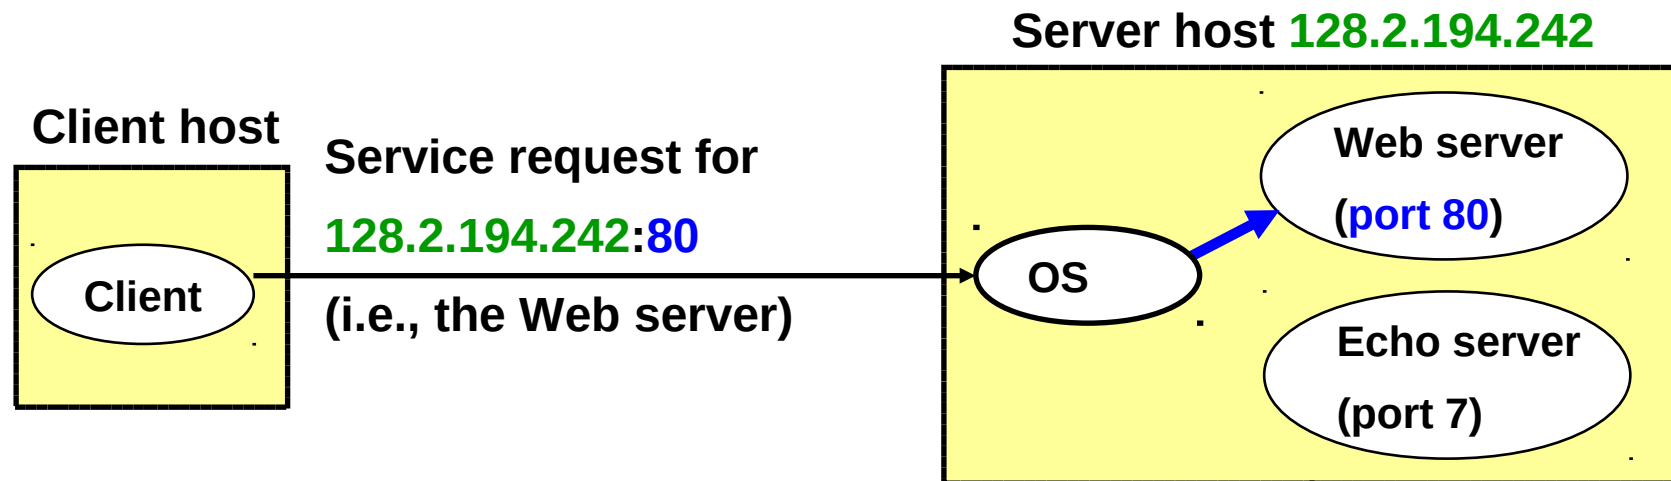 Server host 128.2.194.242
Client host
Service request for
128.2.194.242:80
(i.e., the Web server)
Client
OS
Web server
(port 80)
Echo server
(port 7)